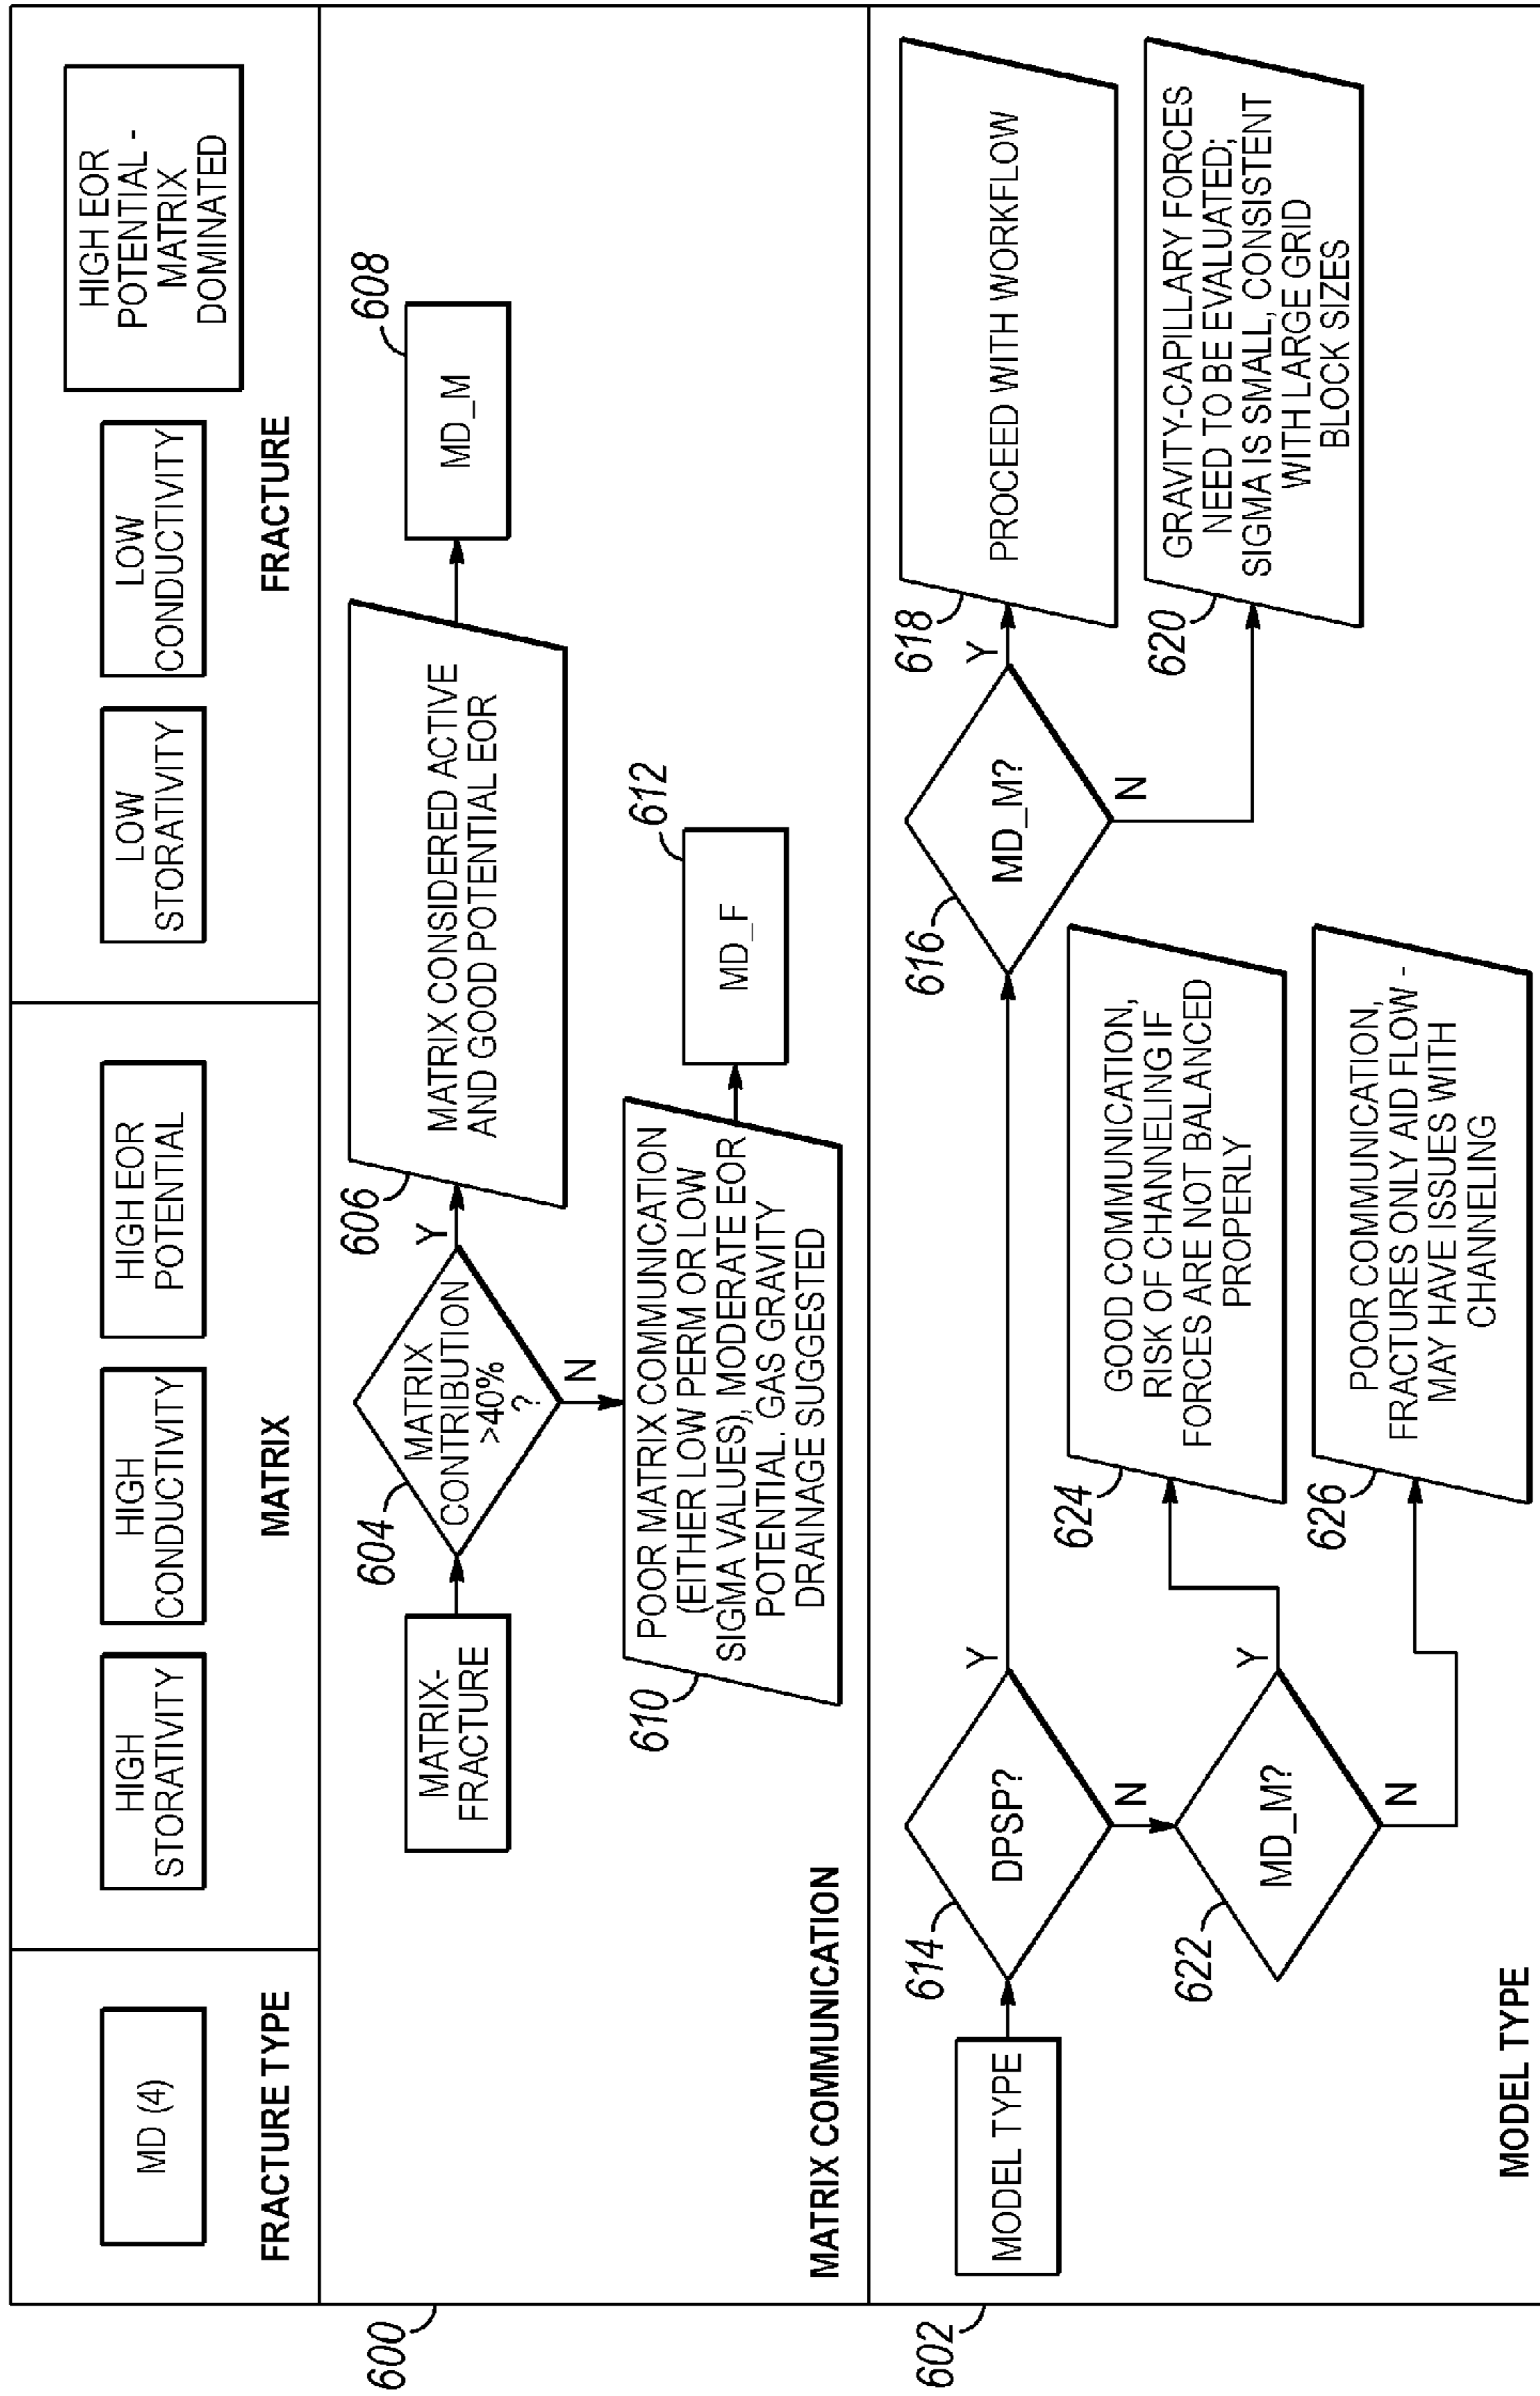 MD (4)
FRACTURE TYPE
HIGH
STORATIVITY
HIGH
CONDUCTIVITY
HIGH EOR
POTENTIAL
MATRIX
LOW
STORATIVITY
LOW
CONDUCTIVITY
HIGH EOR
POTENTIAL -
MATRIX
DOMINATED
FRACTURE
600
MATRIX-
FRACTURE
604
MATRIX
CONTRIBUTION
>40%
?
Y
N
606
MATRIX CONSIDERED ACTIVE
AND GOOD POTENTIAL EOR
608
MD_M
610
POOR MATRIX COMMUNICATION
(EITHER LOW PERM OR LOW
SIGMA VALUES), MODERATE EOR
POTENTIAL. GAS GRAVITY
DRAINAGE SUGGESTED
612
MD_F
MATRIX COMMUNICATION
602
MODEL TYPE
614
DPSP?
Y
N
616
MD_M?
Y
N
618
PROCEED WITH WORKFLOW
620
GRAVITY-CAPILLARY FORCES
NEED TO BE EVALUATED;
SIGMA IS SMALL, CONSISTENT
WITH LARGE GRID
BLOCK SIZES
622
MD_M?
Y
N
624
GOOD COMMUNICATION,
RISK OF CHANNELING IF
FORCES ARE NOT BALANCED
PROPERLY
626
POOR COMMUNICATION,
FRACTURES ONLY AID FLOW -
MAY HAVE ISSUES WITH
CHANNELING
MODEL TYPE